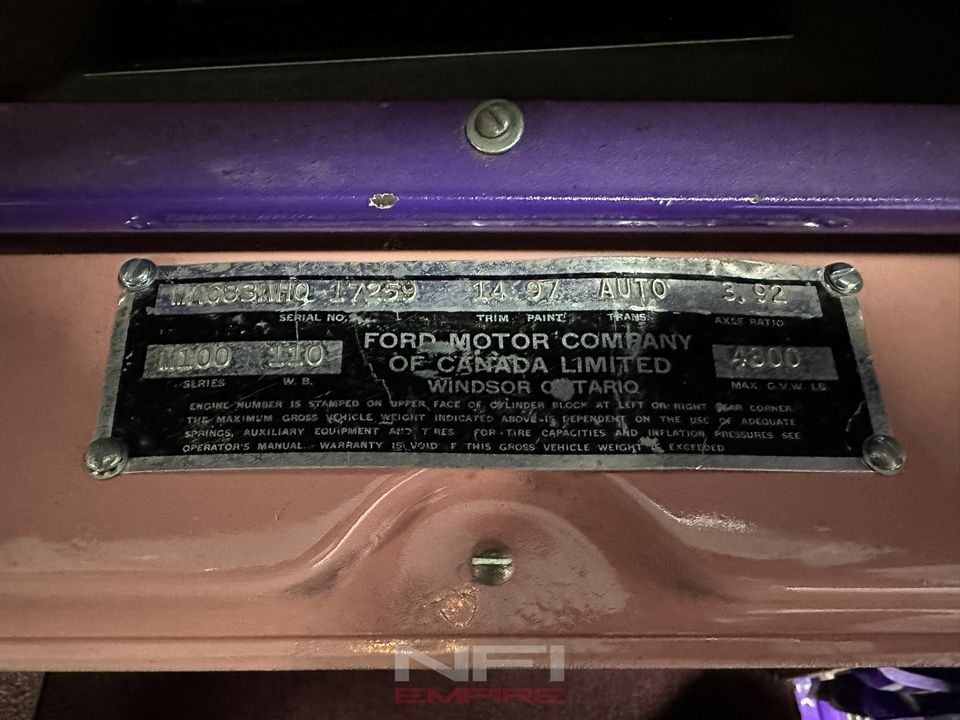 M1C83AHQ 17259 14 97 AUTO 3.92
SERIAL NO. TRIM PAINT TRANS. AXLE RATIO
M100 110 4300
SERIES W. B. MAX. G.V.W. LB.
FORD MOTOR COMPANY
OF CANADA LIMITED
WINDSOR ONTARIO
ENGINE NUMBER IS STAMPED ON UPPER FACE OF CYLINDER BLOCK AT LEFT OR RIGHT REAR CORNER.
THE MAXIMUM GROSS VEHICLE WEIGHT INDICATED ABOVE IS DEPENDENT ON THE USE OF ADEQUATE
SPRINGS, AUXILIARY EQUIPMENT AND TIRES FOR TIRE CAPACITIES AND INFLATION PRESSURES SEE
OPERATOR'S MANUAL. WARRANTY IS VOID IF THIS GROSS VEHICLE WEIGHT IS EXCEEDED
NFI
EMPIRE